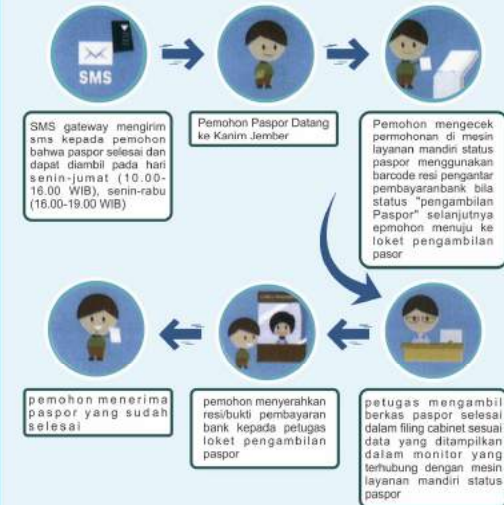 SMS
SMS gateway mengirim
sms kepada pemohon
bahwa paspor selesai dan
dapat diambil pada hari
senin-jumat (10.00-
16.00 WIB), senin-rabu
(16.00-19.00 WIB)
Pemohon Paspor Datang
ke Kanim Jember
Pemohon mengecek
permohonan di mesin
layanan mandiri status
paspor menggunakan
barcode resi pengantar
pembayaranbank bila
status "pengambilan
Paspor" selanjutnya
epmohon menuju ke
loket pengambilan
pasor
petugas mengambil
berkas paspor selesai
dalam filing cabinet sesuai
data yang ditampilkan
dalam monitor yang
terhubung dengan mesin
layanan mandiri status
paspor
pemohon menyerahkan
resi/bukti pembayaran
bank kepada petugas
loket pengambilan
paspor
pemohon menerima
paspor yang sudah
selesai